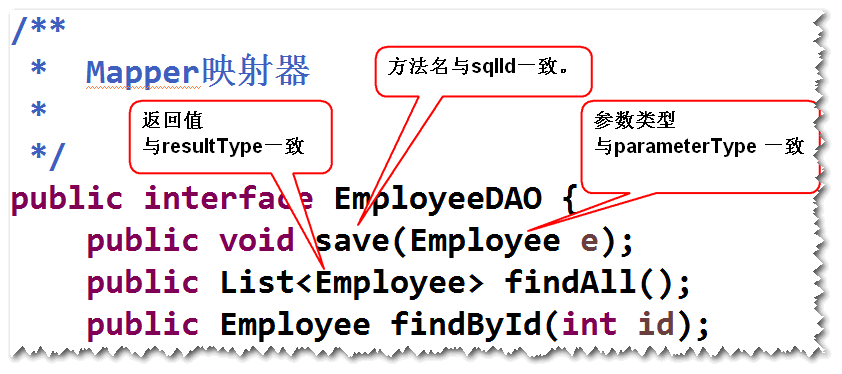 /**
* Mapper映射器
方法名与sqlId一致。
*
返回值
与resultType一致
参数类型
与parameterType 一致
*/
public interface EmployeeDAO {
public void save(Employee e);
public List<Employee> findAll();
public Employee findById(int id);